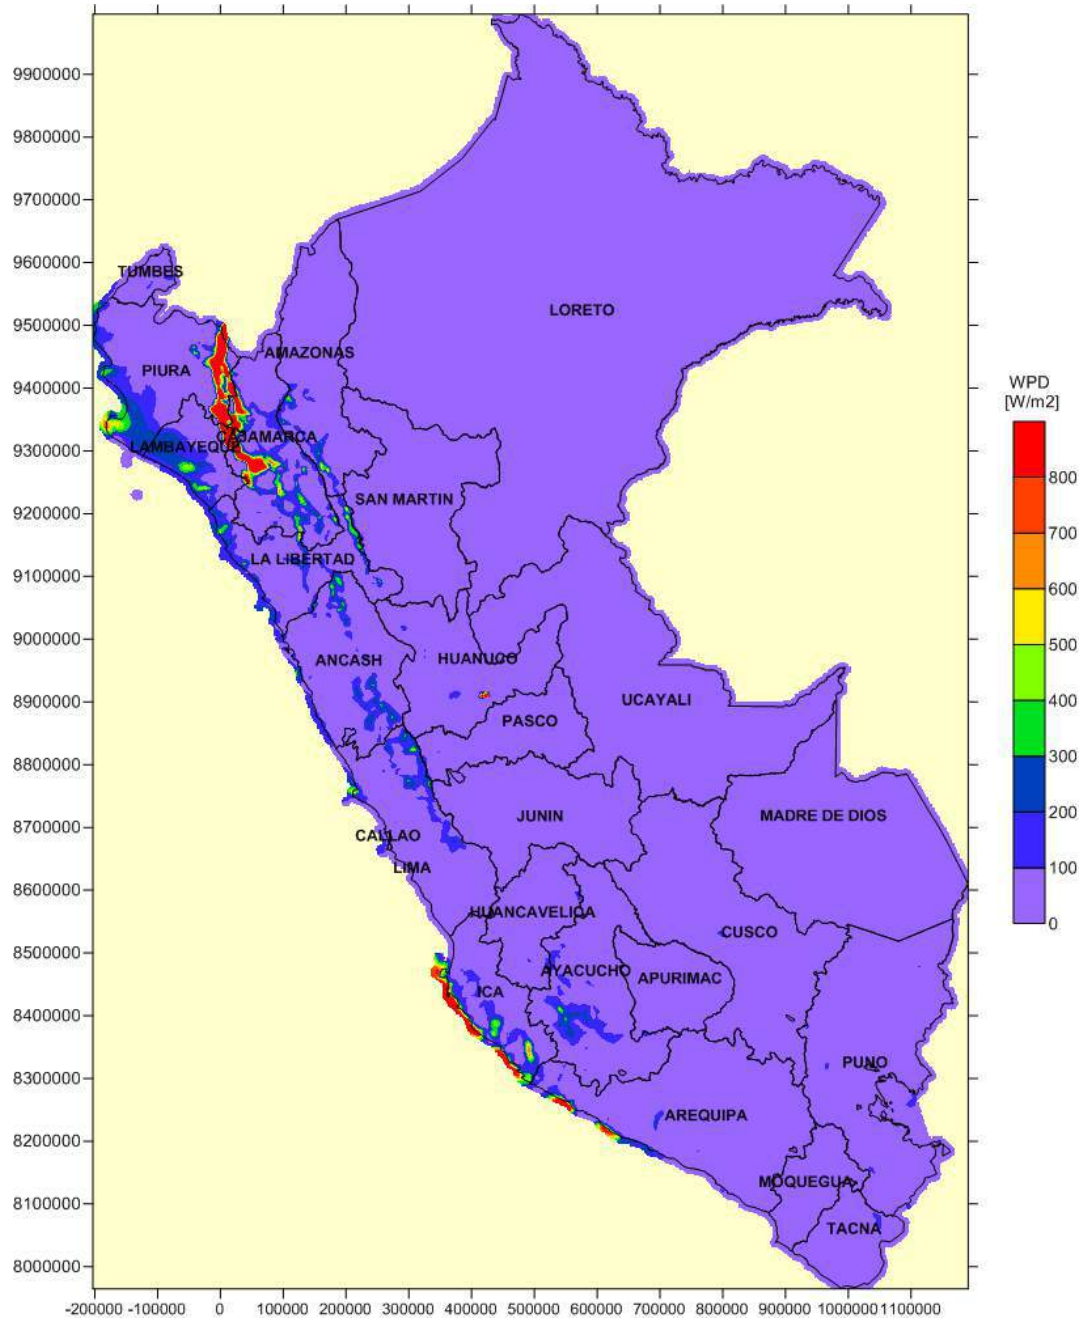 9900000
9800000
9700000
9600000
TUMBES
LORETO
9500000
AMAZONAS
PIURA
9400000
WPD
[W/m2]
CAJAMARCA
LAMBAYEQUE
9300000
800
SAN MARTIN
9200000
700
LA LIBERTAD
600
9100000
500
9000000
ANCASH
HUANUCO
400
8900000
UCAYALI
PASCO
300
8800000
200
JUNIN
MADRE DE DIOS
100
8700000
CALLAO
LIMA
0
8600000
HUANCAVELICA
CUSCO
8500000
AYACUCHO
APURIMAC
ICA
8400000
PUNO
8300000
AREQUIPA
8200000
MOQUEGUA
8100000
TACNA
8000000
-200000 -100000 0 100000 200000 300000 400000 500000 600000 700000 800000 900000 1000000 1100000